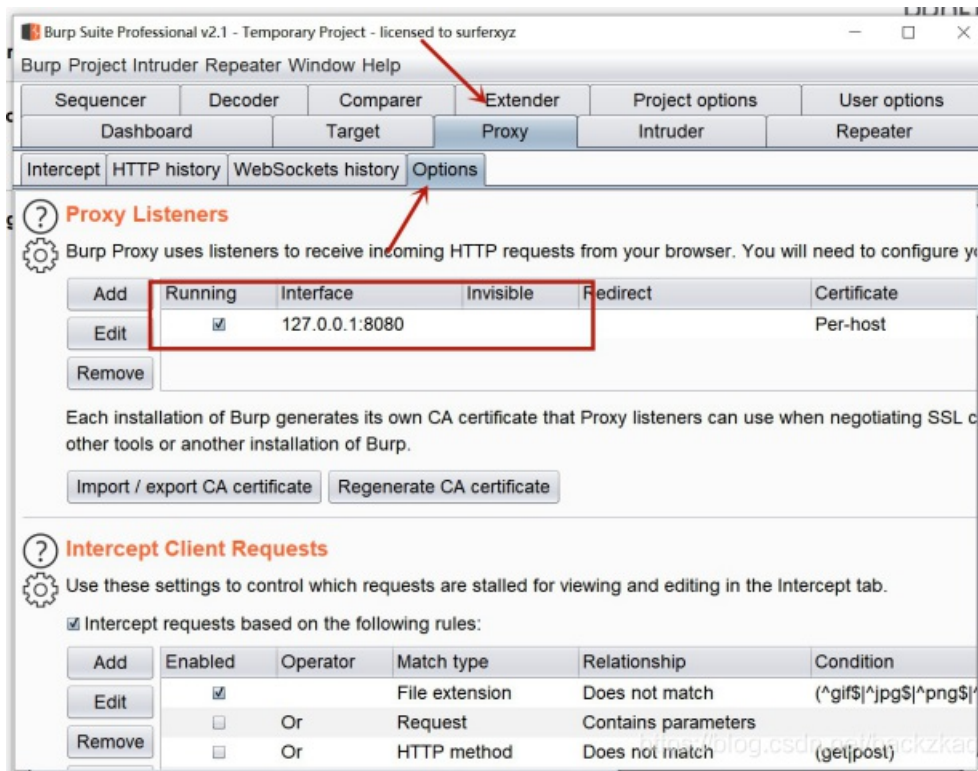 Burp Suite Professional v2.1 - Temporary Project - licensed to surferxyz
Burp Project Intruder Repeater Window Help
Sequencer Decoder Comparer Extender Project options User options
Dashboard Target Proxy Intruder Repeater
Intercept HTTP history WebSockets history Options
Proxy Listeners
Burp Proxy uses listeners to receive incoming HTTP requests from your browser. You will need to configure
Add Running Interface Invisible Redirect Certificate
Edit 127.0.0.1:8080 Per-host
Remove
Each installation of Burp generates its own CA certificate that Proxy listeners can use when negotiating SSL
other tools or another installation of Burp.
Import / export CA certificate Regenerate CA certificate
Intercept Client Requests
Use these settings to control which requests are stalled for viewing and editing in the Intercept tab.
Intercept requests based on the following rules:
Add Enabled Operator Match type Relationship Condition
Edit File extension Does not match (^gif$|^jpg$|^png$|^
Or Request Contains parameters
Remove Or HTTP method Does not match (get|post)